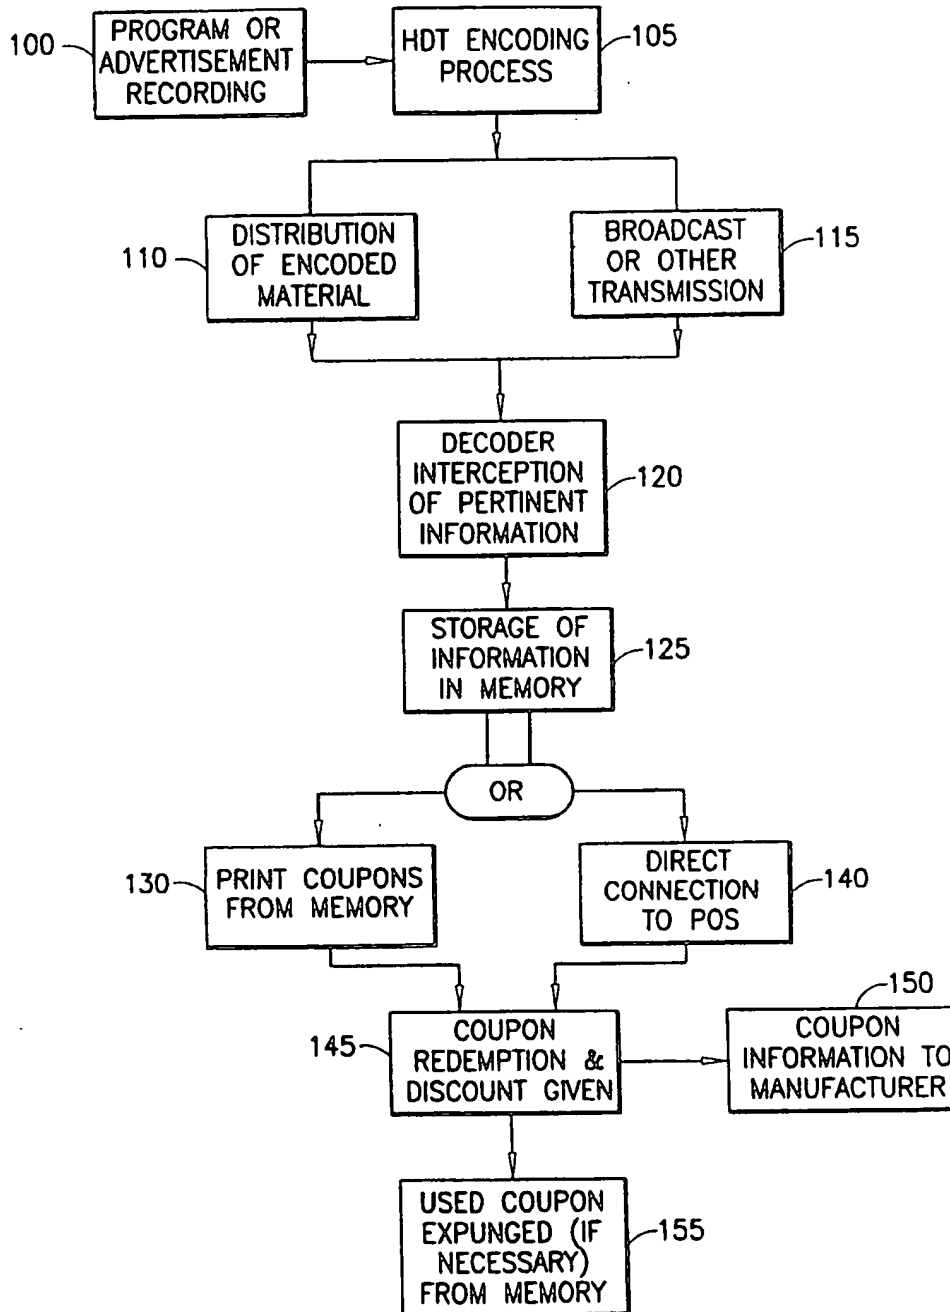 100
PROGRAM OR
ADVERTISEMENT
RECORDING
HDT ENCODING
PROCESS
105
110
DISTRIBUTION
OF ENCODED
MATERIAL
BROADCAST
OR OTHER
TRANSMISSION
115
DECODER
INTERCEPTION
OF PERTINENT
INFORMATION
120
STORAGE OF
INFORMATION
IN MEMORY
125
OR
130
PRINT COUPONS
FROM MEMORY
DIRECT
CONNECTION
TO POS
140
145
COUPON
REDEMPTION &
DISCOUNT GIVEN
150
COUPON
INFORMATION TO
MANUFACTURER
USED COUPON
EXPUNGED (IF
NECESSARY)
FROM MEMORY
155